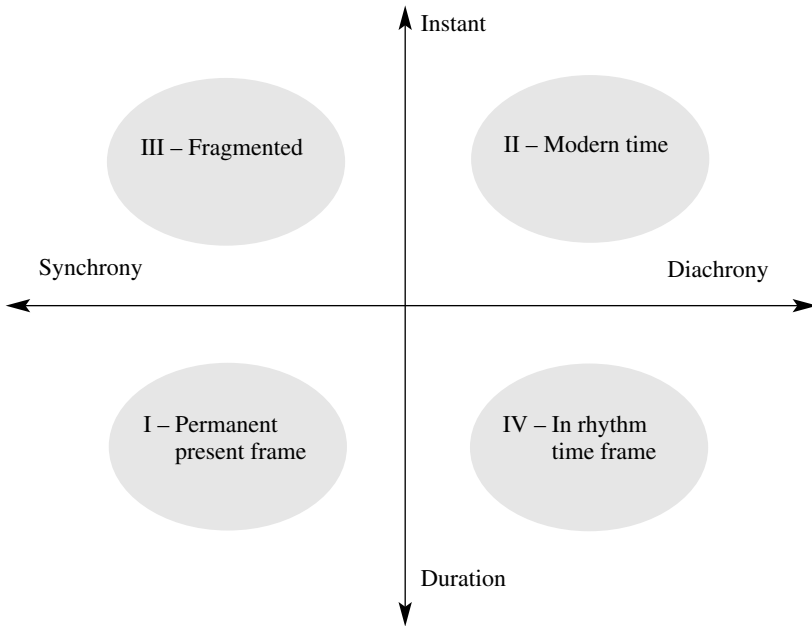 Instant
III – Fragmented
II – Modern time
Synchrony
Diachrony
I – Permanent
present frame
IV – In rhythm
time frame
Duration